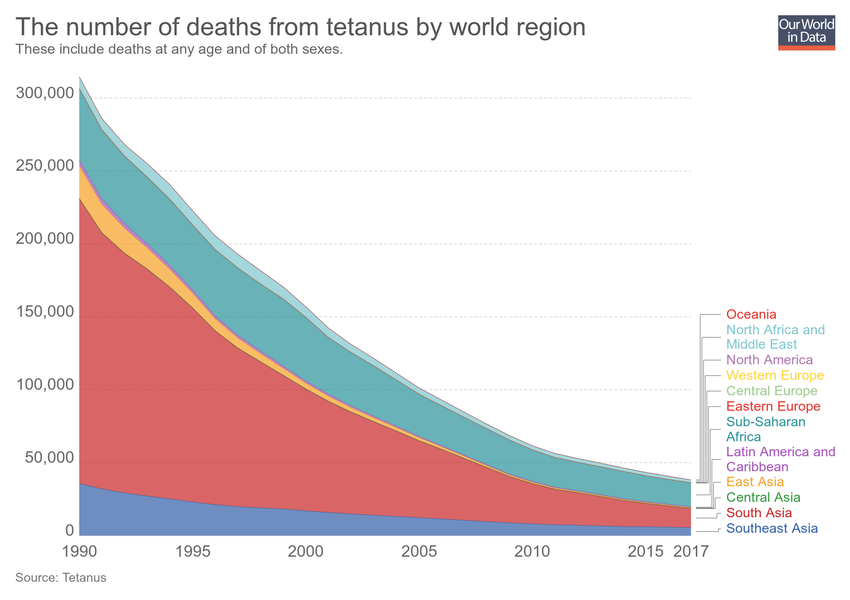 The number of deaths from tetanus by world region
These include deaths at any age and of both sexes.
Our World
in Data
300,000
250,000
200,000
150,000
100,000
50,000
0
1990
1995
2000
2005
2010
2015
2017
Oceania
North Africa and
Middle East
North America
Western Europe
Central Europe
Eastern Europe
Sub-Saharan
Africa
Latin America and
Caribbean
East Asia
Central Asia
South Asia
Southeast Asia
Source: Tetanus